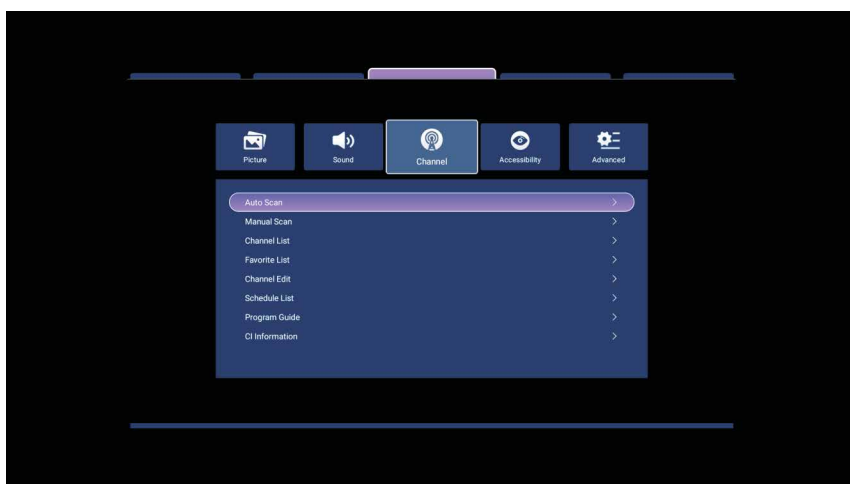 Picture Sound Channel Accessibility Advanced
Auto Scan
Manual Scan
Channel List
Favorite List
Channel Edit
Schedule List
Program Guide
CI Information